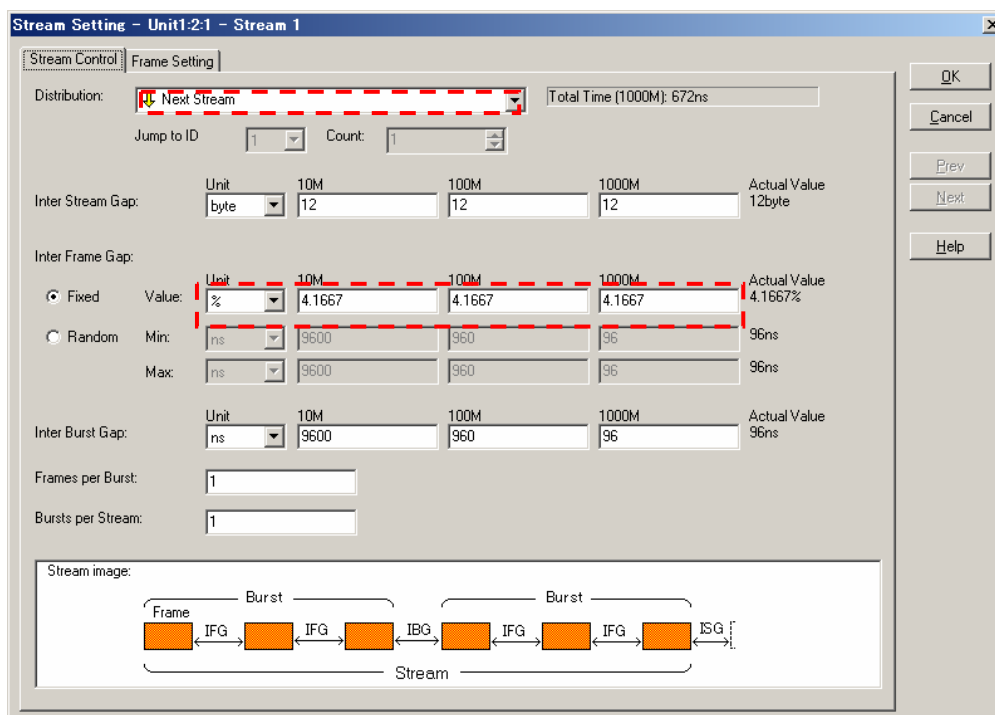 Stream Setting - Unit1:2:1 - Stream 1
Stream Control Frame Setting
Distribution: Next Stream Total Time (1000M): 672ns
Jump to ID 1 Count: 1
Unit 10M 100M 1000M Actual Value
Inter Stream Gap: byte 12 12 12 12byte
Inter Frame Gap:
Unit 10M 100M 1000M Actual Value
Fixed Value: % 4.1667 4.1667 4.1667 4.1667%
Random Min: ns 9600 960 96 96ns
Max: ns 9600 960 96 96ns
Unit 10M 100M 1000M Actual Value
Inter Burst Gap: ns 9600 960 96 96ns
Frames per Burst: 1
Bursts per Stream: 1
Stream image:
Burst Burst
Frame
IFG IFG IBG IFG IFG ISG
Stream
OK
Cancel
Prev
Next
Help